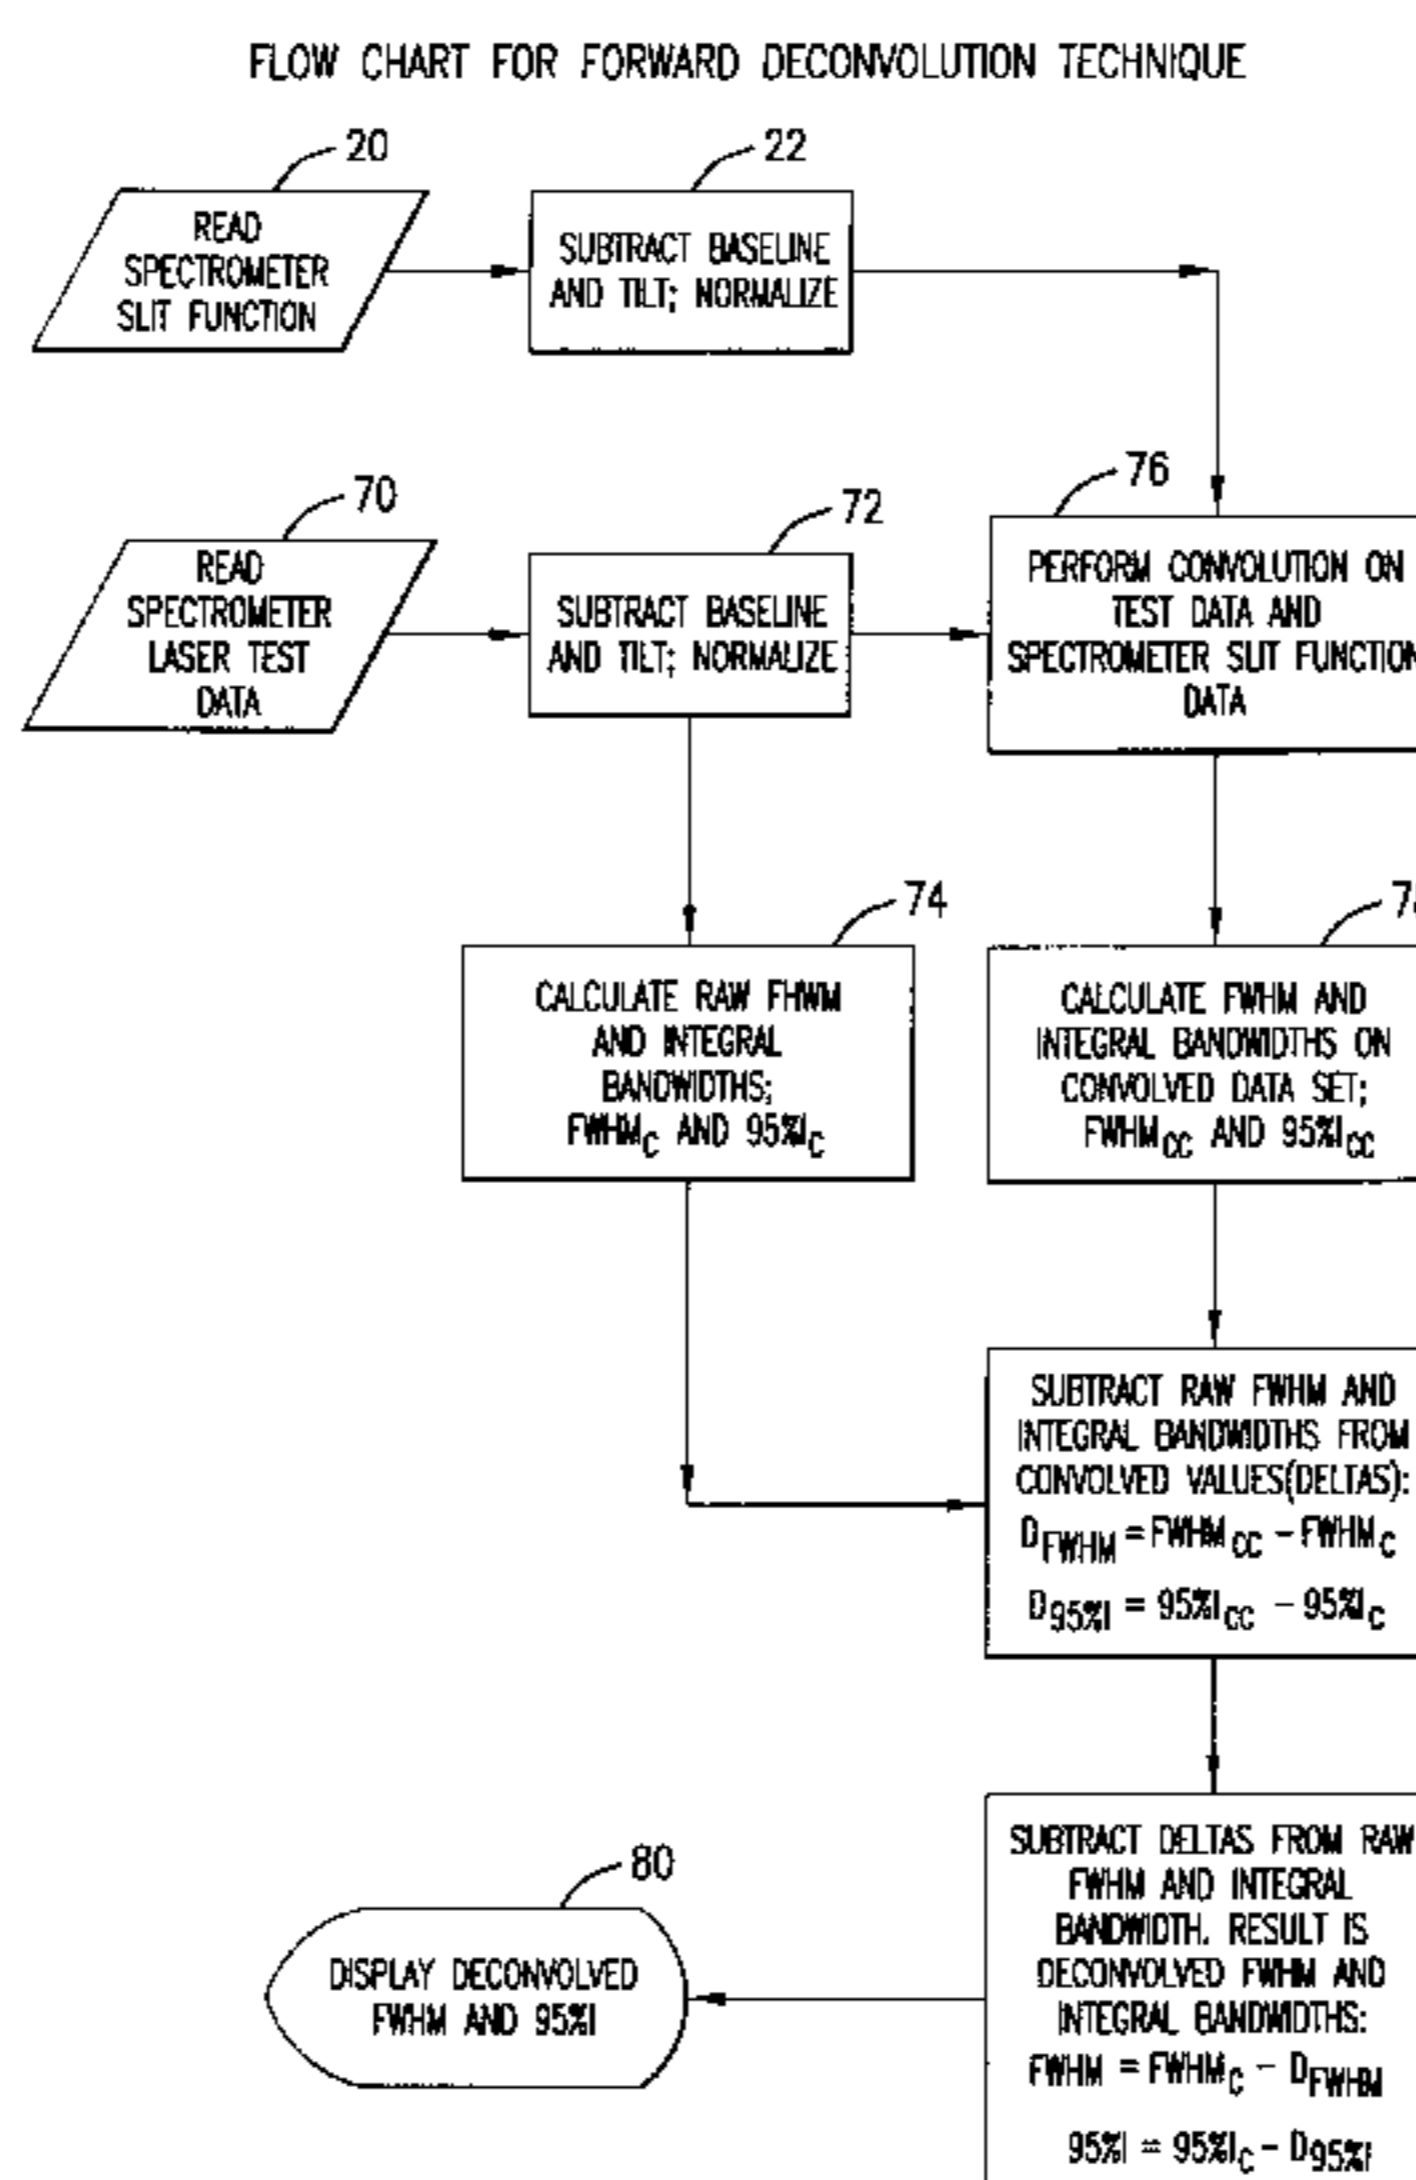 FLOW CHART FOR FORWARD DECONVOLUTION TECHNIQUE
20
READ
SPECTROMETER
SLIT FUNCTION
22
SUBTRACT BASELINE
AND TILT; NORMALIZE
70
READ
SPECTROMETER
LASER TEST
DATA
72
SUBTRACT BASELINE
AND TILT; NORMALIZE
76
PERFORM CONVOLUTION ON
TEST DATA AND
SPECTROMETER SLIT FUNCTION
DATA
74
CALCULATE RAW FHWM
AND INTEGRAL
BANDWIDTHS;
FWHM_C AND 95%I_C
CALCULATE FWHM AND
INTEGRAL BANDWIDTHS ON
CONVOLVED DATA SET;
FWHM_CC AND 95%I_CC
SUBTRACT RAW FWHM AND
INTEGRAL BANDWIDTHS FROM
CONVOLVED VALUES(DELTAS):
D_FWHM = FWHM_CC - FWHM_C
D_95%I = 95%I_CC - 95%I_C
80
DISPLAY DECONVOLVED
FWHM AND 95%I
SUBTRACT DELTAS FROM RAW
FWHM AND INTEGRAL
BANDWIDTH. RESULT IS
DECONVOLVED FWHM AND
INTEGRAL BANDWIDTHS:
FWHM = FWHM_C - D_FWHM
95%I = 95%I_C - D_95%I